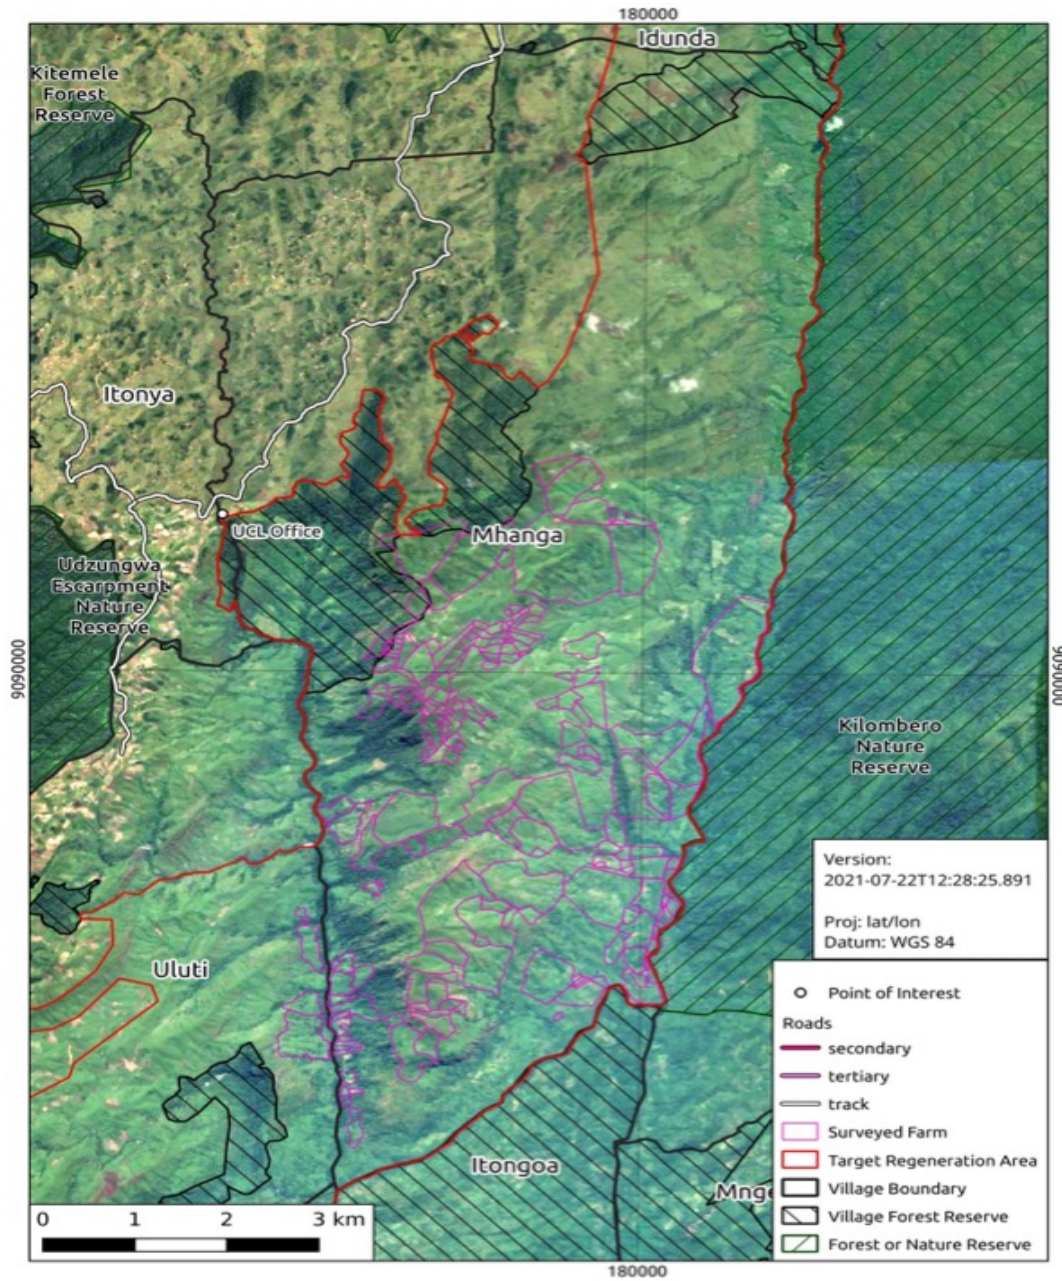 180000
Idunda
Kitemele
Forest
Reserve
Itonya
UCL Office
Mhanga
Udzungwa
Escarpment
Nature
Reserve
9090000
9090000
Kilombero
Nature
Reserve
Version:
2021-07-22T12:28:25.891
Proj: lat/lon
Datum: WGS 84
Uluti
Point of Interest
Roads
secondary
tertiary
track
Surveyed Farm
Target Regeneration Area
Village Boundary
Village Forest Reserve
Forest or Nature Reserve
Itongoa
Mnge
0 1 2 3 km
180000